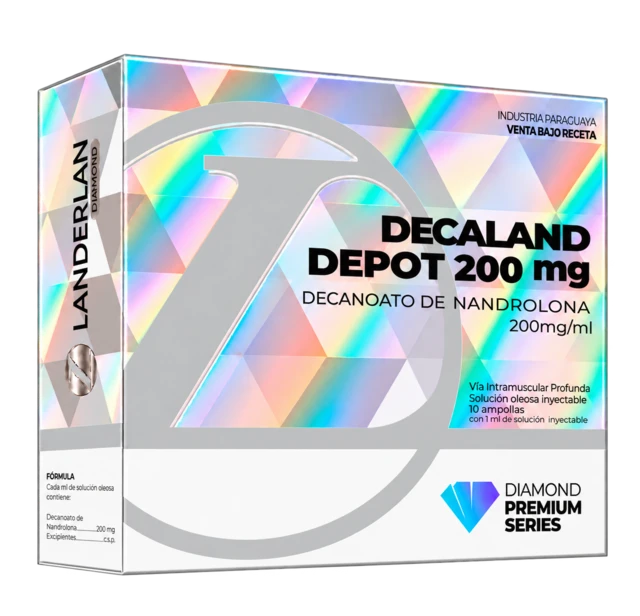 LANDERLAN
DIAMOND
INDUSTRIA PARAGUAYA
VENTA BAJO RECETA
DECALAND
DEPOT 200 mg
DECANOATO DE NANDROLONA
200mg/ml
Vía Intramuscular Profunda
Solución oleosa inyectable
10 ampollas
con 1 ml de solución inyectable
FÓRMULA
Cada ml de solución oleosa
contiene:
Decanoato de
Nandrolona..............200 mg
Excipientes..............c.s.p.
DIAMOND
PREMIUM
SERIES